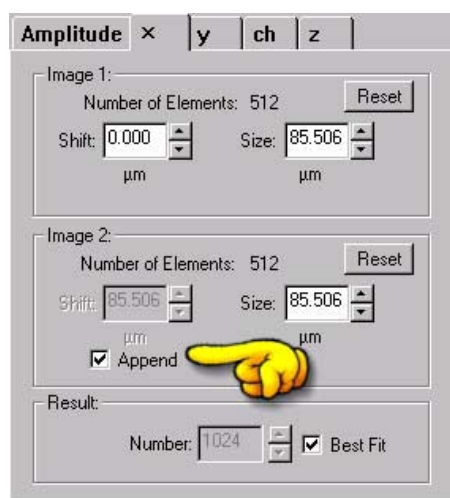 Amplitude × y ch z
Image 1:
Number of Elements: 512 Reset
Shift: 0.000 Size: 85.506
µm µm
Image 2:
Number of Elements: 512 Reset
Shift: 85.506 Size: 85.506
µm µm
Append
Result:
Number: 1024 Best Fit